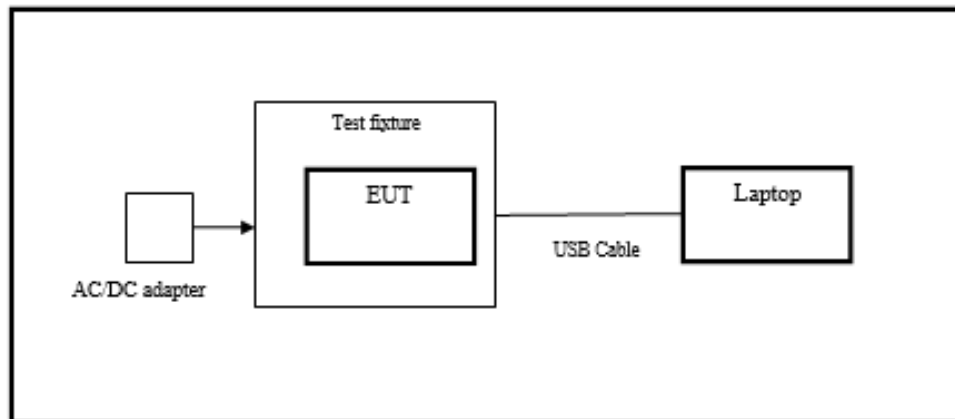 Test fixture
EUT
Laptop
USB Cable
AC/DC adapter